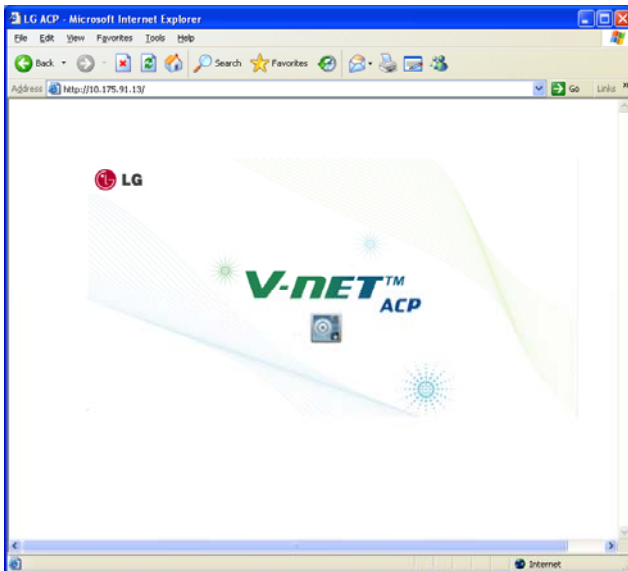 LG ACP - Microsoft Internet Explorer
File Edit View Favorites Tools Help
Back Search Favorites
Address http://10.175.91.13/ Go Links »
LG
V-NET™
ACP
Internet